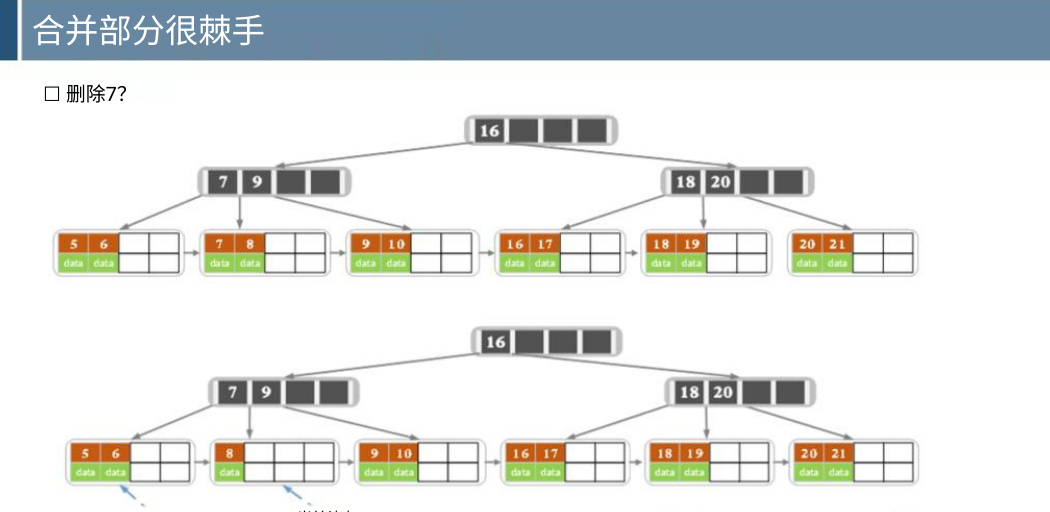 合并部分很棘手
□ 删除7?
16
7 9 18 20
5 6 7 8 9 10 16 17 18 19 20 21
data data data data data data data data data data data data
16
7 9 18 20
5 6 8 9 10 16 17 18 19 20 21
data data data data data data data data data data data